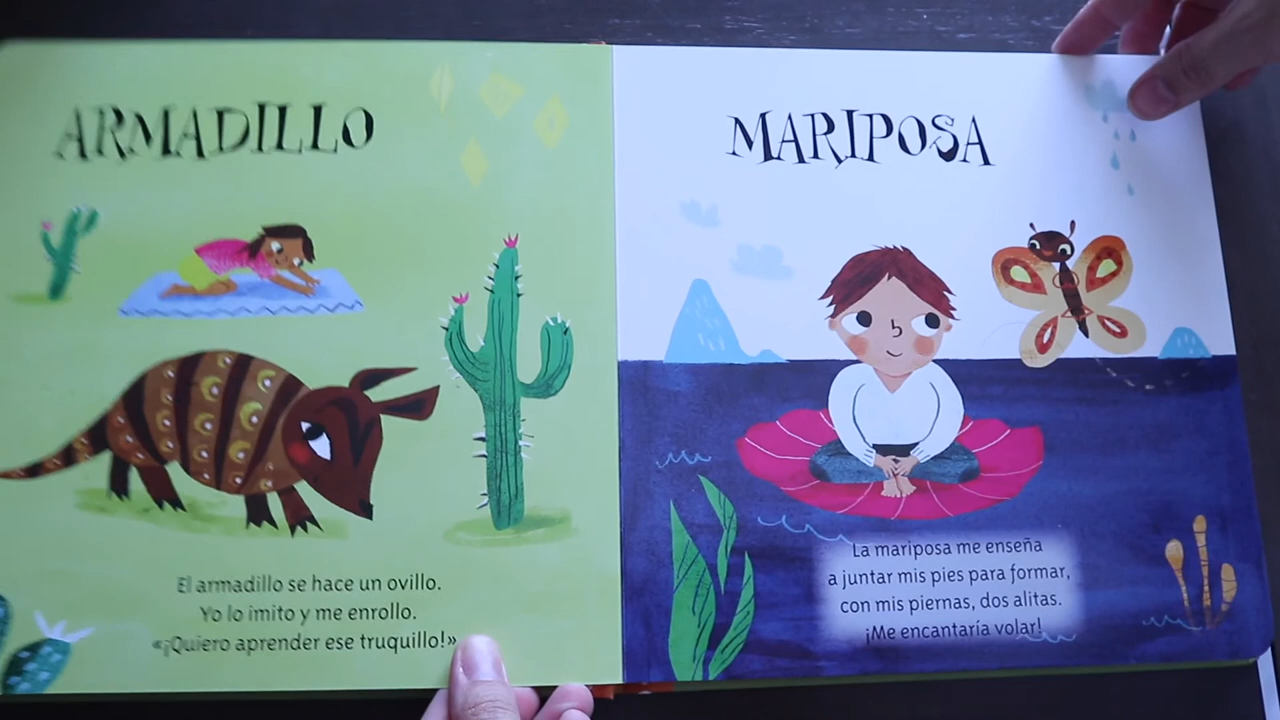 ARMADILLO
El armadillo se hace un ovillo.
Yo lo imito y me enrollo.
«¡Quiero aprender ese truquillo!»
MARIPOSA
La mariposa me enseña
a juntar mis pies para formar,
con mis piernas, dos alitas.
¡Me encantaría volar!